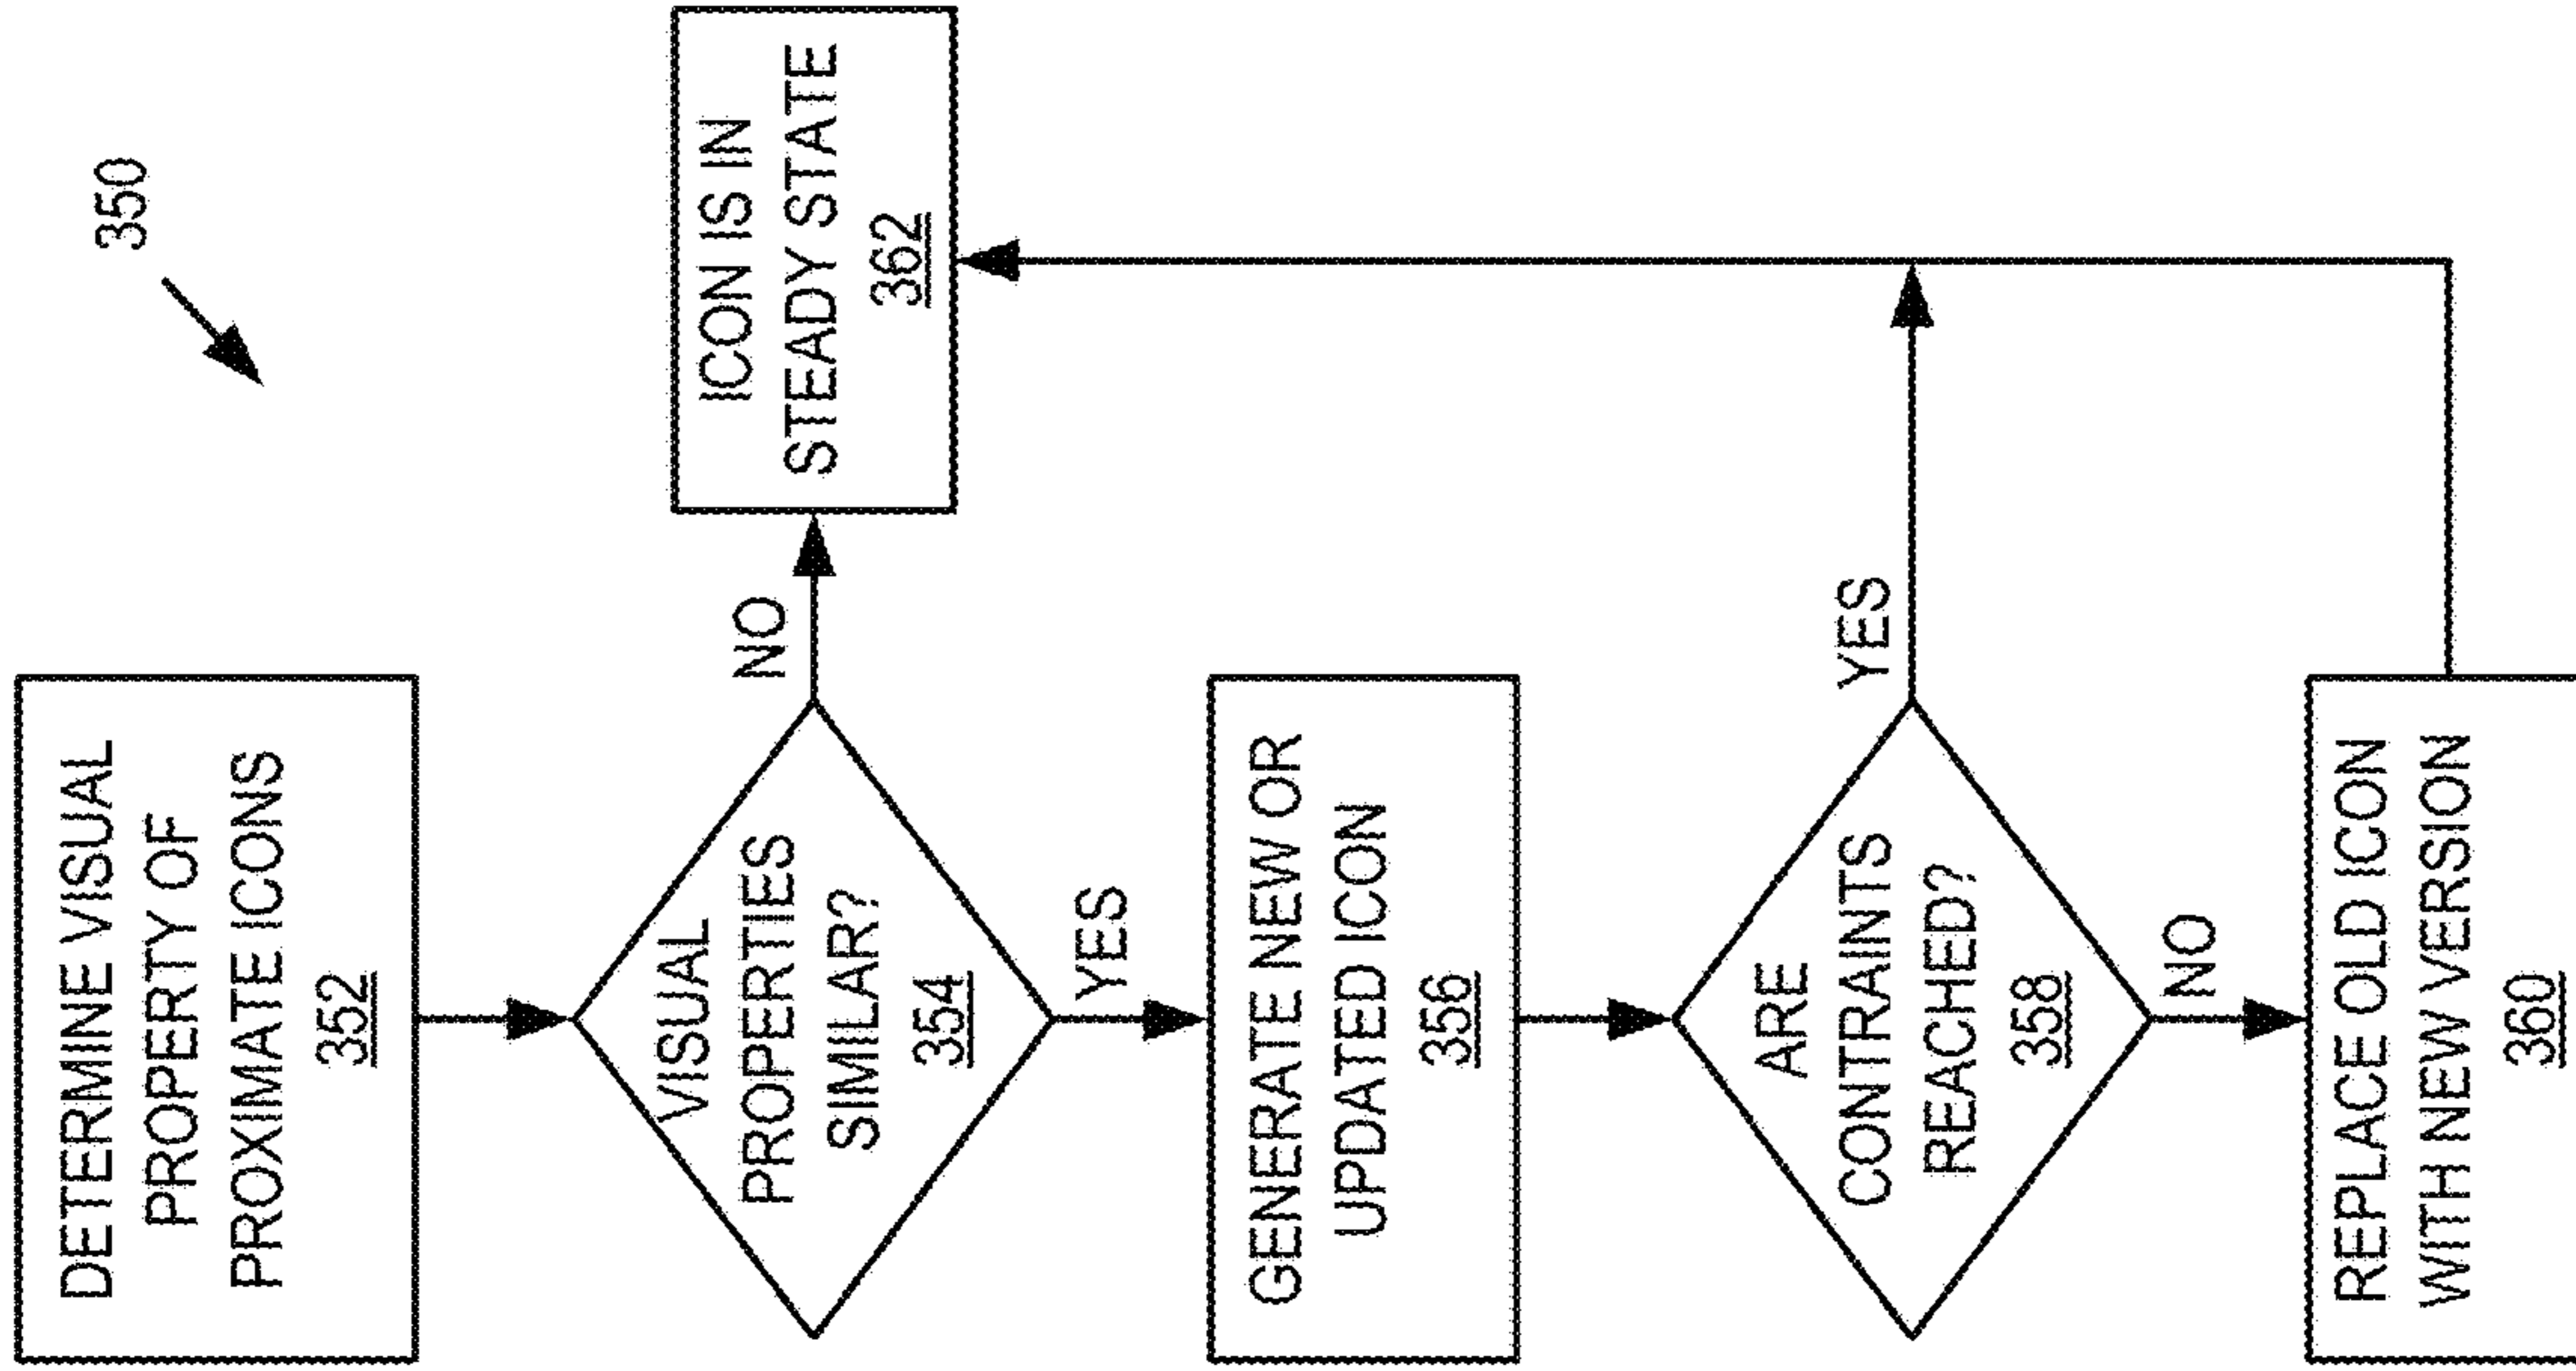 350
DETERMINE VISUAL
PROPERTY OF
PROXIMATE ICONS
352
VISUAL
PROPERTIES
SIMILAR?
354
NO
ICON IS IN
STEADY STATE
362
YES
GENERATE NEW OR
UPDATED ICON
356
ARE
CONTRAINTS
REACHED?
358
YES
NO
REPLACE OLD ICON
WITH NEW VERSION
360